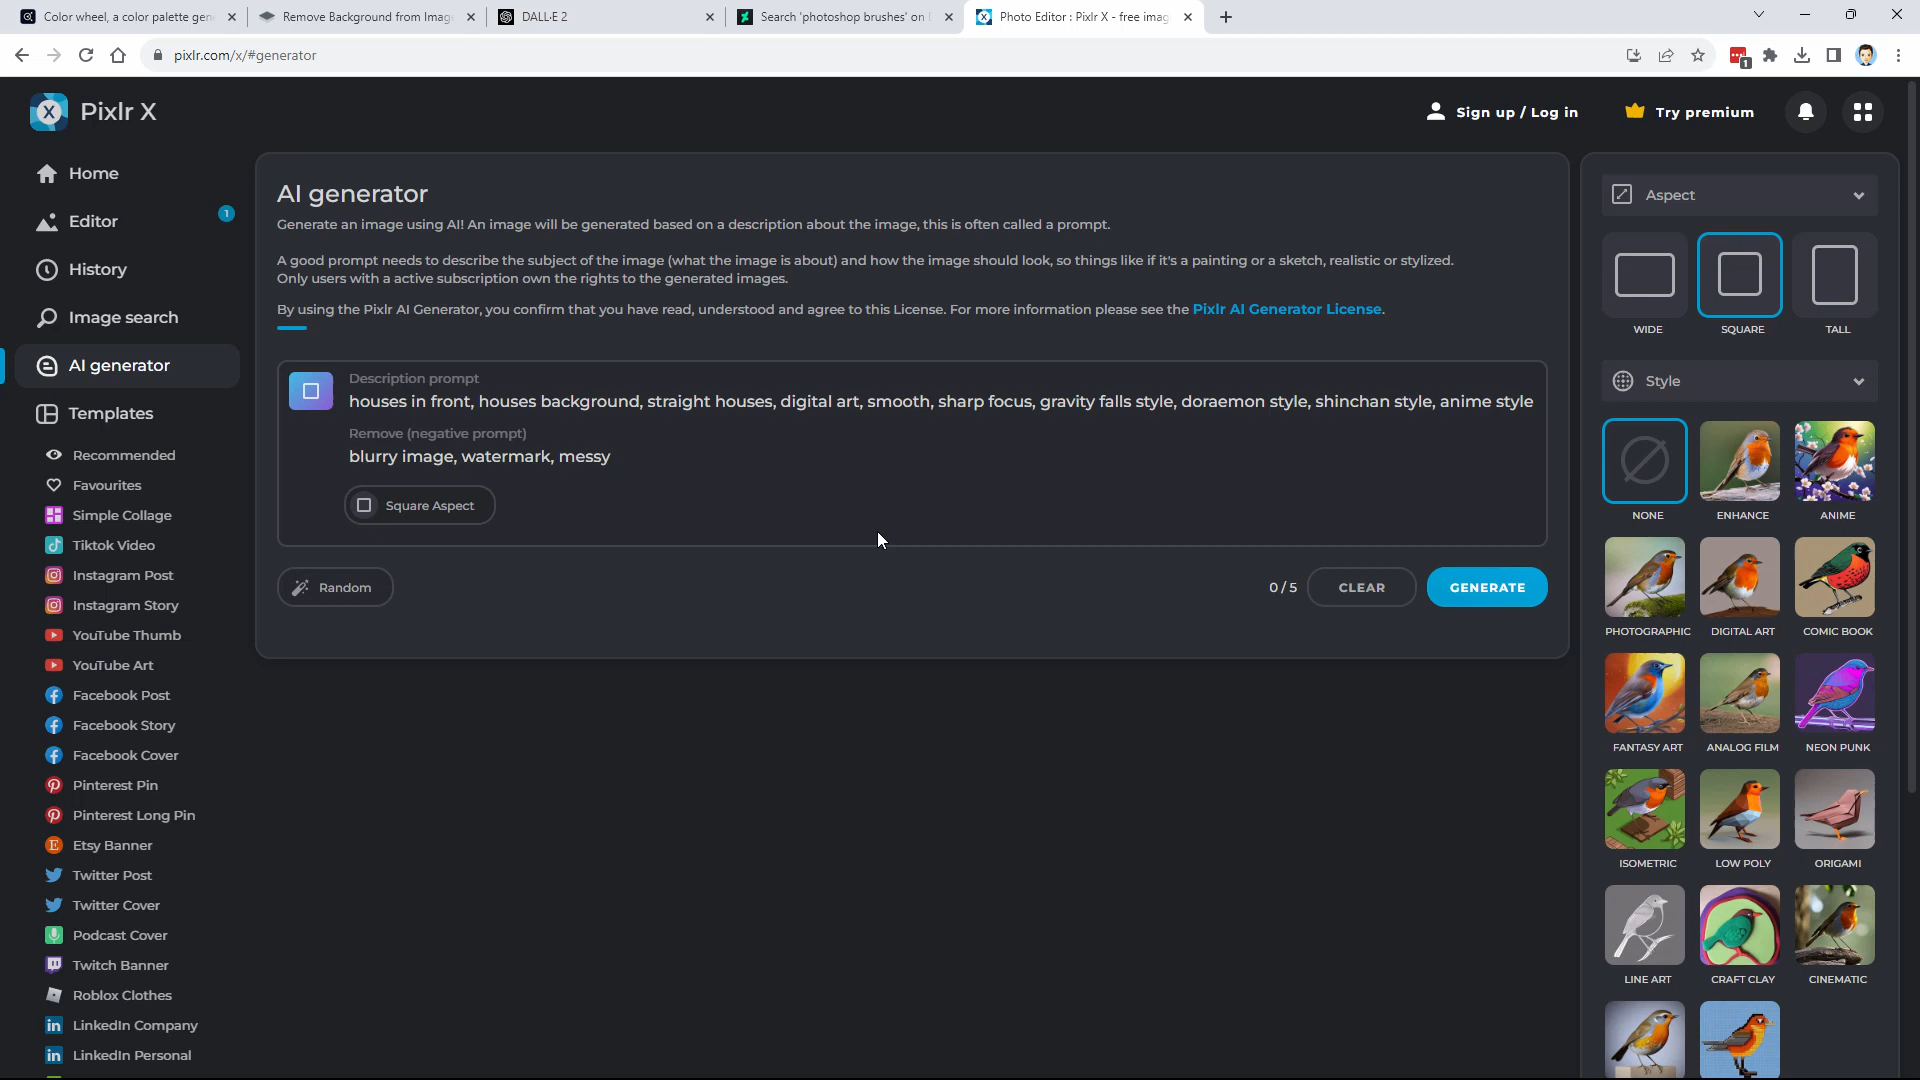 Color wheel, a color palette gen
Remove Background from Imag
DALL·E 2
Search 'photoshop brushes' on
Photo Editor : Pixlr X - free imag
pixlr.com/x/#generator
1
Pixlr X
Sign up / Log in
Try premium
Home
Editor
1
History
Image search
AI generator
Templates
Recommended
Favourites
Simple Collage
Tiktok Video
Instagram Post
Instagram Story
YouTube Thumb
YouTube Art
Facebook Post
Facebook Story
Facebook Cover
Pinterest Pin
Pinterest Long Pin
Etsy Banner
Twitter Post
Twitter Cover
Podcast Cover
Twitch Banner
Roblox Clothes
LinkedIn Company
LinkedIn Personal
AI generator
Generate an image using AI! An image will be generated based on a description about the image, this is often called a prompt.
A good prompt needs to describe the subject of the image (what the image is about) and how the image should look, so things like if it's a painting or a sketch, realistic or stylized.
Only users with a active subscription own the rights to the generated images.
By using the Pixlr AI Generator, you confirm that you have read, understood and agree to this License. For more information please see the Pixlr AI Generator License.
Description prompt
houses in front, houses background, straight houses, digital art, smooth, sharp focus, gravity falls style, doraemon style, shinchan style, anime style
Remove (negative prompt)
blurry image, watermark, messy
Square Aspect
Random
0 / 5
CLEAR
GENERATE
Aspect
WIDE
SQUARE
TALL
Style
NONE
ENHANCE
ANIME
PHOTOGRAPHIC
DIGITAL ART
COMIC BOOK
FANTASY ART
ANALOG FILM
NEON PUNK
ISOMETRIC
LOW POLY
ORIGAMI
LINE ART
CRAFT CLAY
CINEMATIC